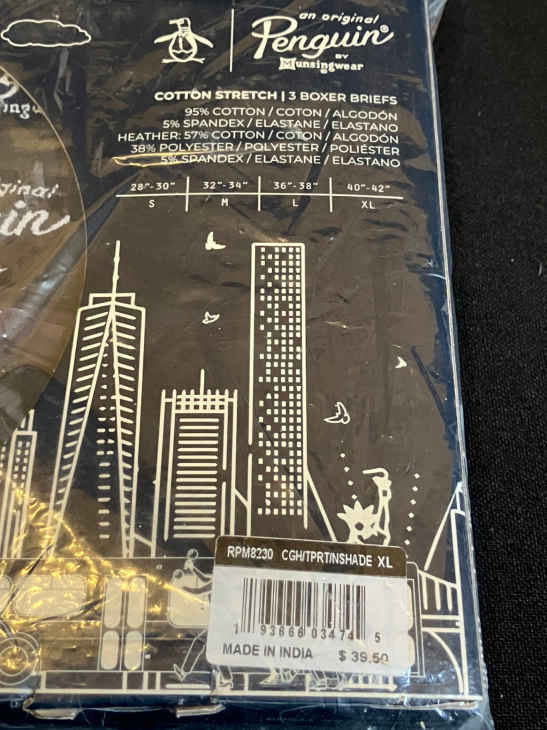 an original
Penguin®
BY
Munsingwear
COTTON STRETCH | 3 BOXER BRIEFS
95% COTTON / COTON / ALGODÓN
5% SPANDEX / ELASTANE / ELASTANO
HEATHER: 57% COTTON / COTON / ALGODÓN
38% POLYESTER / POLYESTER / POLIÉSTER
5% SPANDEX / ELASTANE / ELASTANO
28"-30" 32"-34" 36"-38" 40"-42"
S M L XL
in
RPM8230 CGH/TPRT/INSHADE XL
1 93666 03474 5
MADE IN INDIA $ 39.50